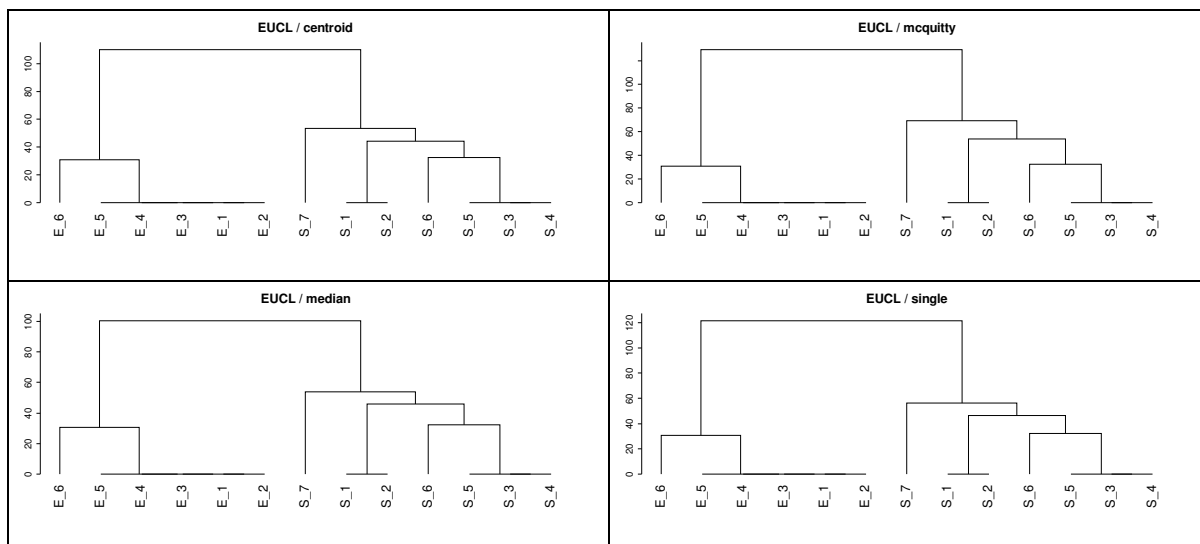 EUCL / centroid
100
80
60
40
20
0
E_6
E_5
E_4
E_3
E_1
E_2
S_7
S_1
S_2
S_6
S_5
S_3
S_4
EUCL / mcquitty
100
80
60
40
20
0
E_6
E_5
E_4
E_3
E_1
E_2
S_7
S_1
S_2
S_6
S_5
S_3
S_4
EUCL / median
100
80
60
40
20
0
E_6
E_5
E_4
E_3
E_1
E_2
S_7
S_1
S_2
S_6
S_5
S_3
S_4
EUCL / single
120
100
80
60
40
20
0
E_6
E_5
E_4
E_3
E_1
E_2
S_7
S_1
S_2
S_6
S_5
S_3
S_4